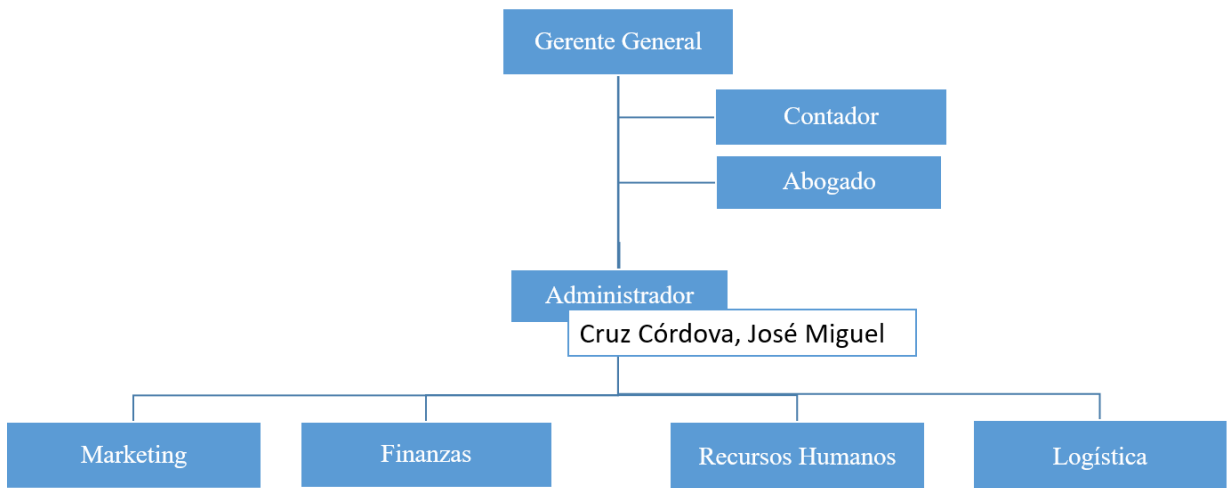 Gerente General
Contador
Abogado
Administrador
Cruz Córdova, José Miguel
Marketing
Finanzas
Recursos Humanos
Logística